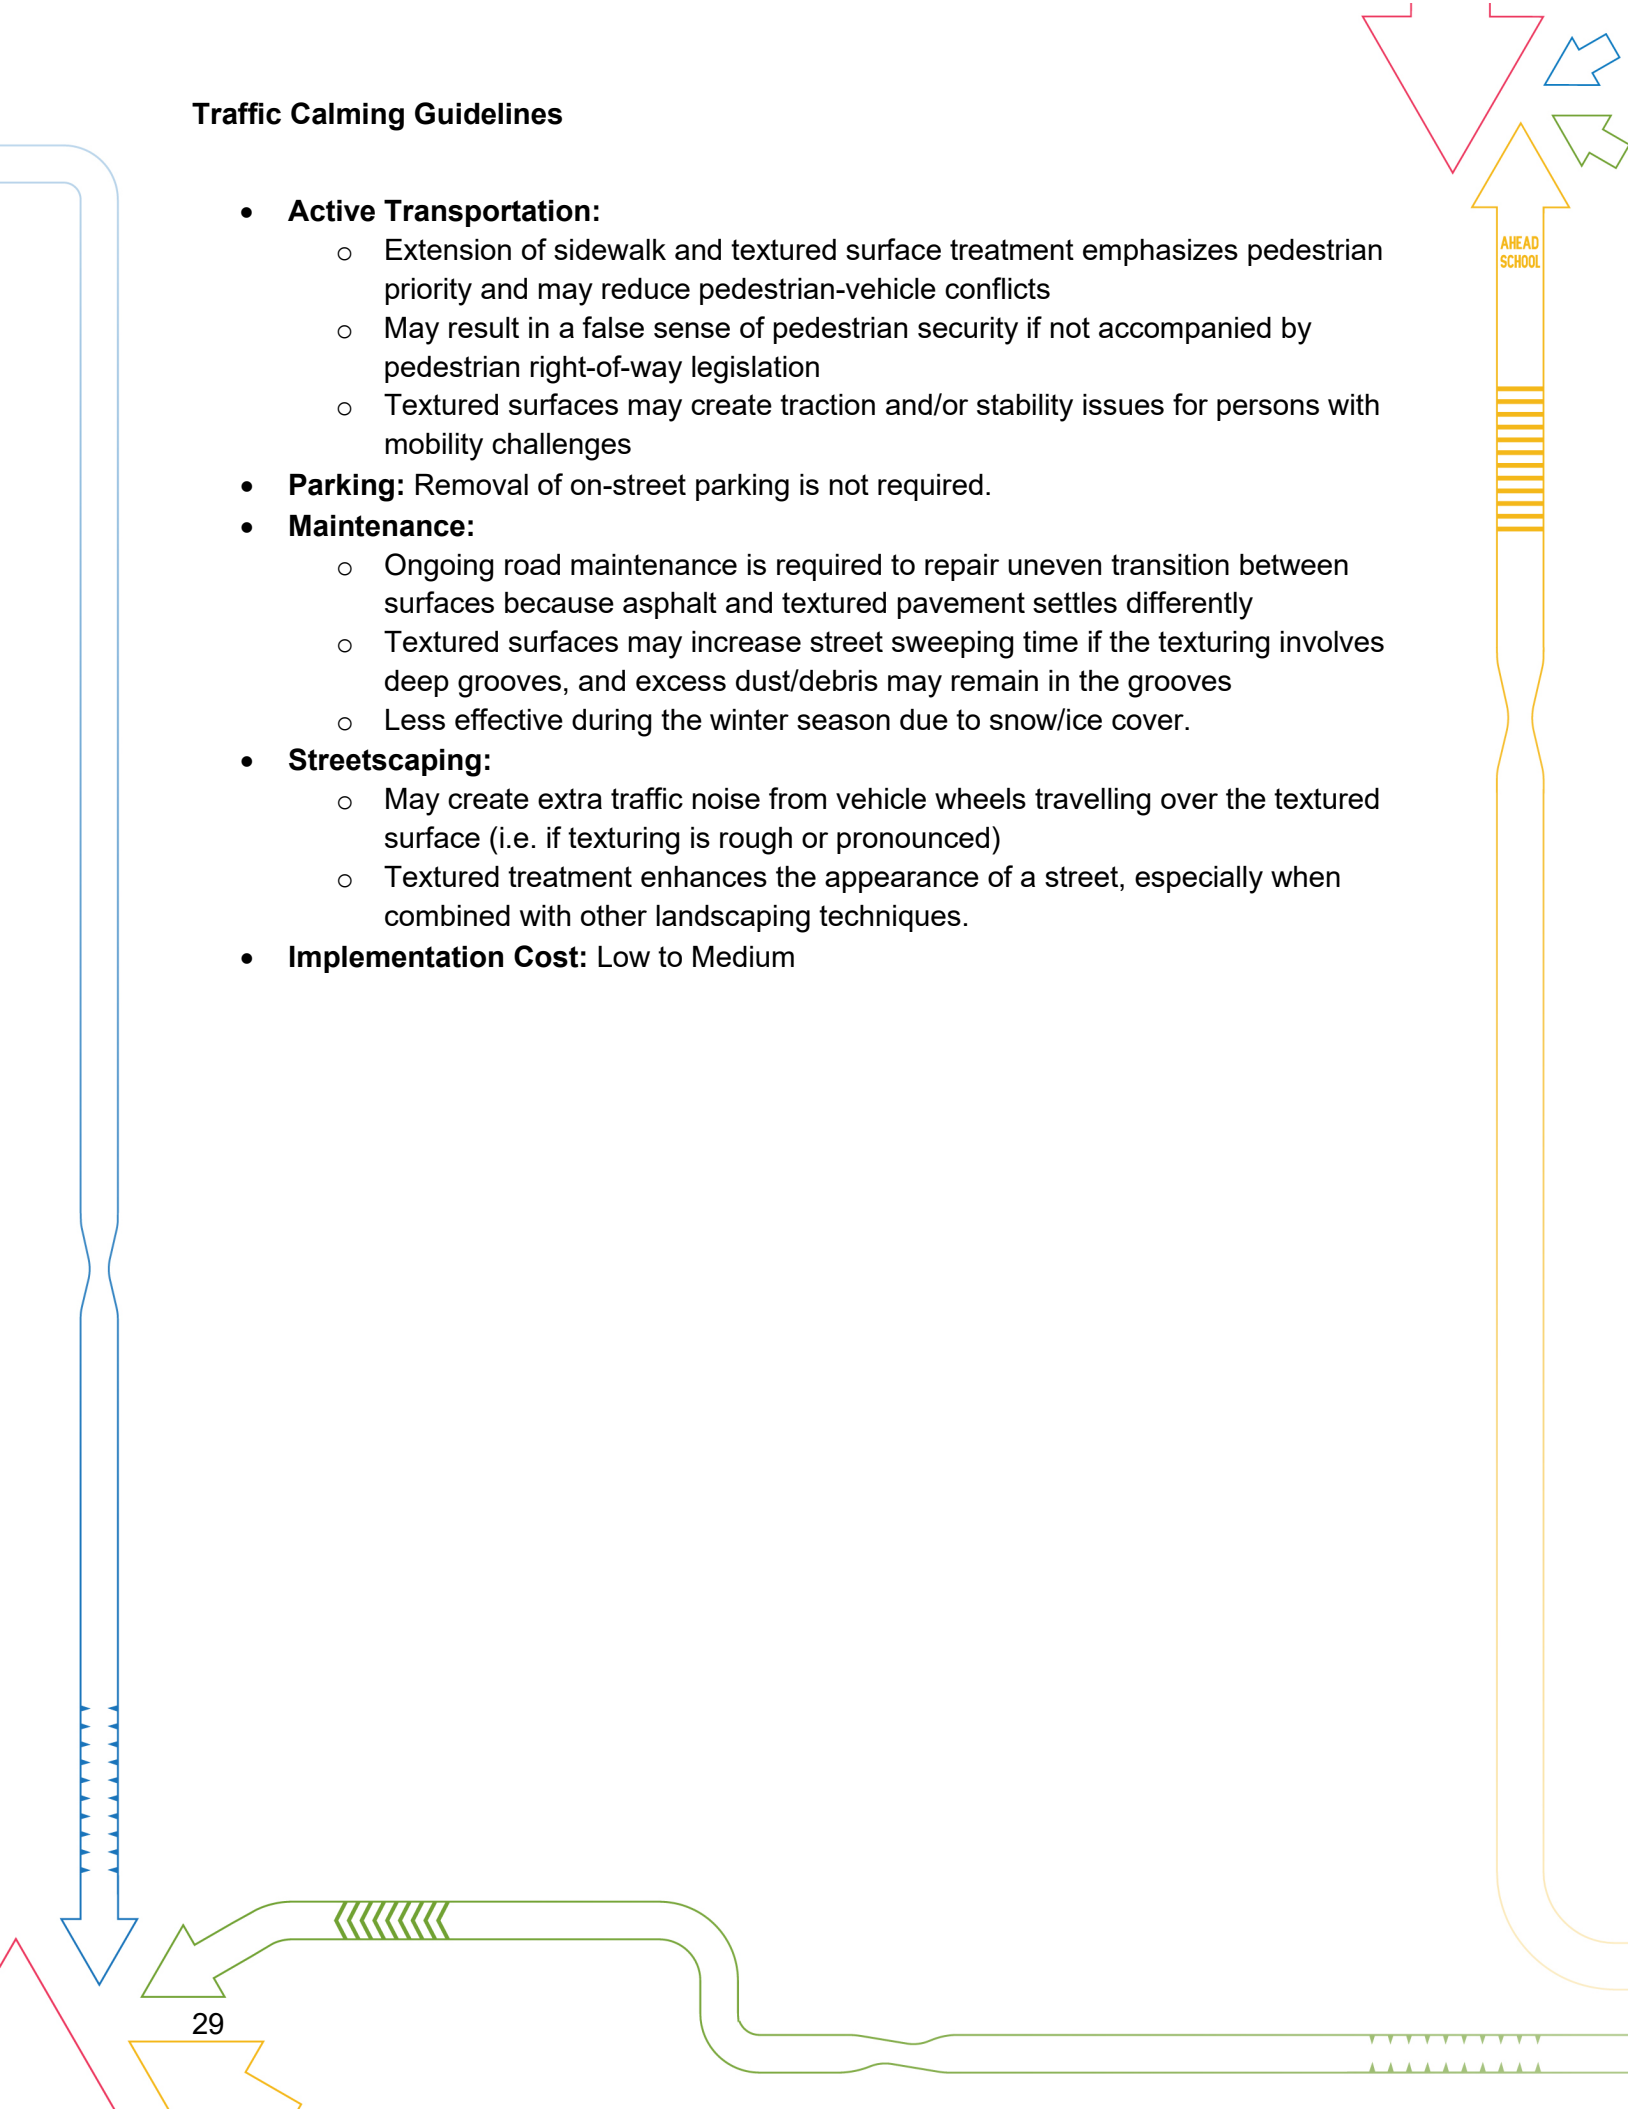 Traffic Calming Guidelines
AHEAD
SCHOOL
• Active Transportation:
o Extension of sidewalk and textured surface treatment emphasizes pedestrian
priority and may reduce pedestrian-vehicle conflicts
o May result in a false sense of pedestrian security if not accompanied by
pedestrian right-of-way legislation
o Textured surfaces may create traction and/or stability issues for persons with
mobility challenges
• Parking: Removal of on-street parking is not required.
• Maintenance:
o Ongoing road maintenance is required to repair uneven transition between
surfaces because asphalt and textured pavement settles differently
o Textured surfaces may increase street sweeping time if the texturing involves
deep grooves, and excess dust/debris may remain in the grooves
o Less effective during the winter season due to snow/ice cover.
• Streetscaping:
o May create extra traffic noise from vehicle wheels travelling over the textured
surface (i.e. if texturing is rough or pronounced)
o Textured treatment enhances the appearance of a street, especially when
combined with other landscaping techniques.
• Implementation Cost: Low to Medium
29